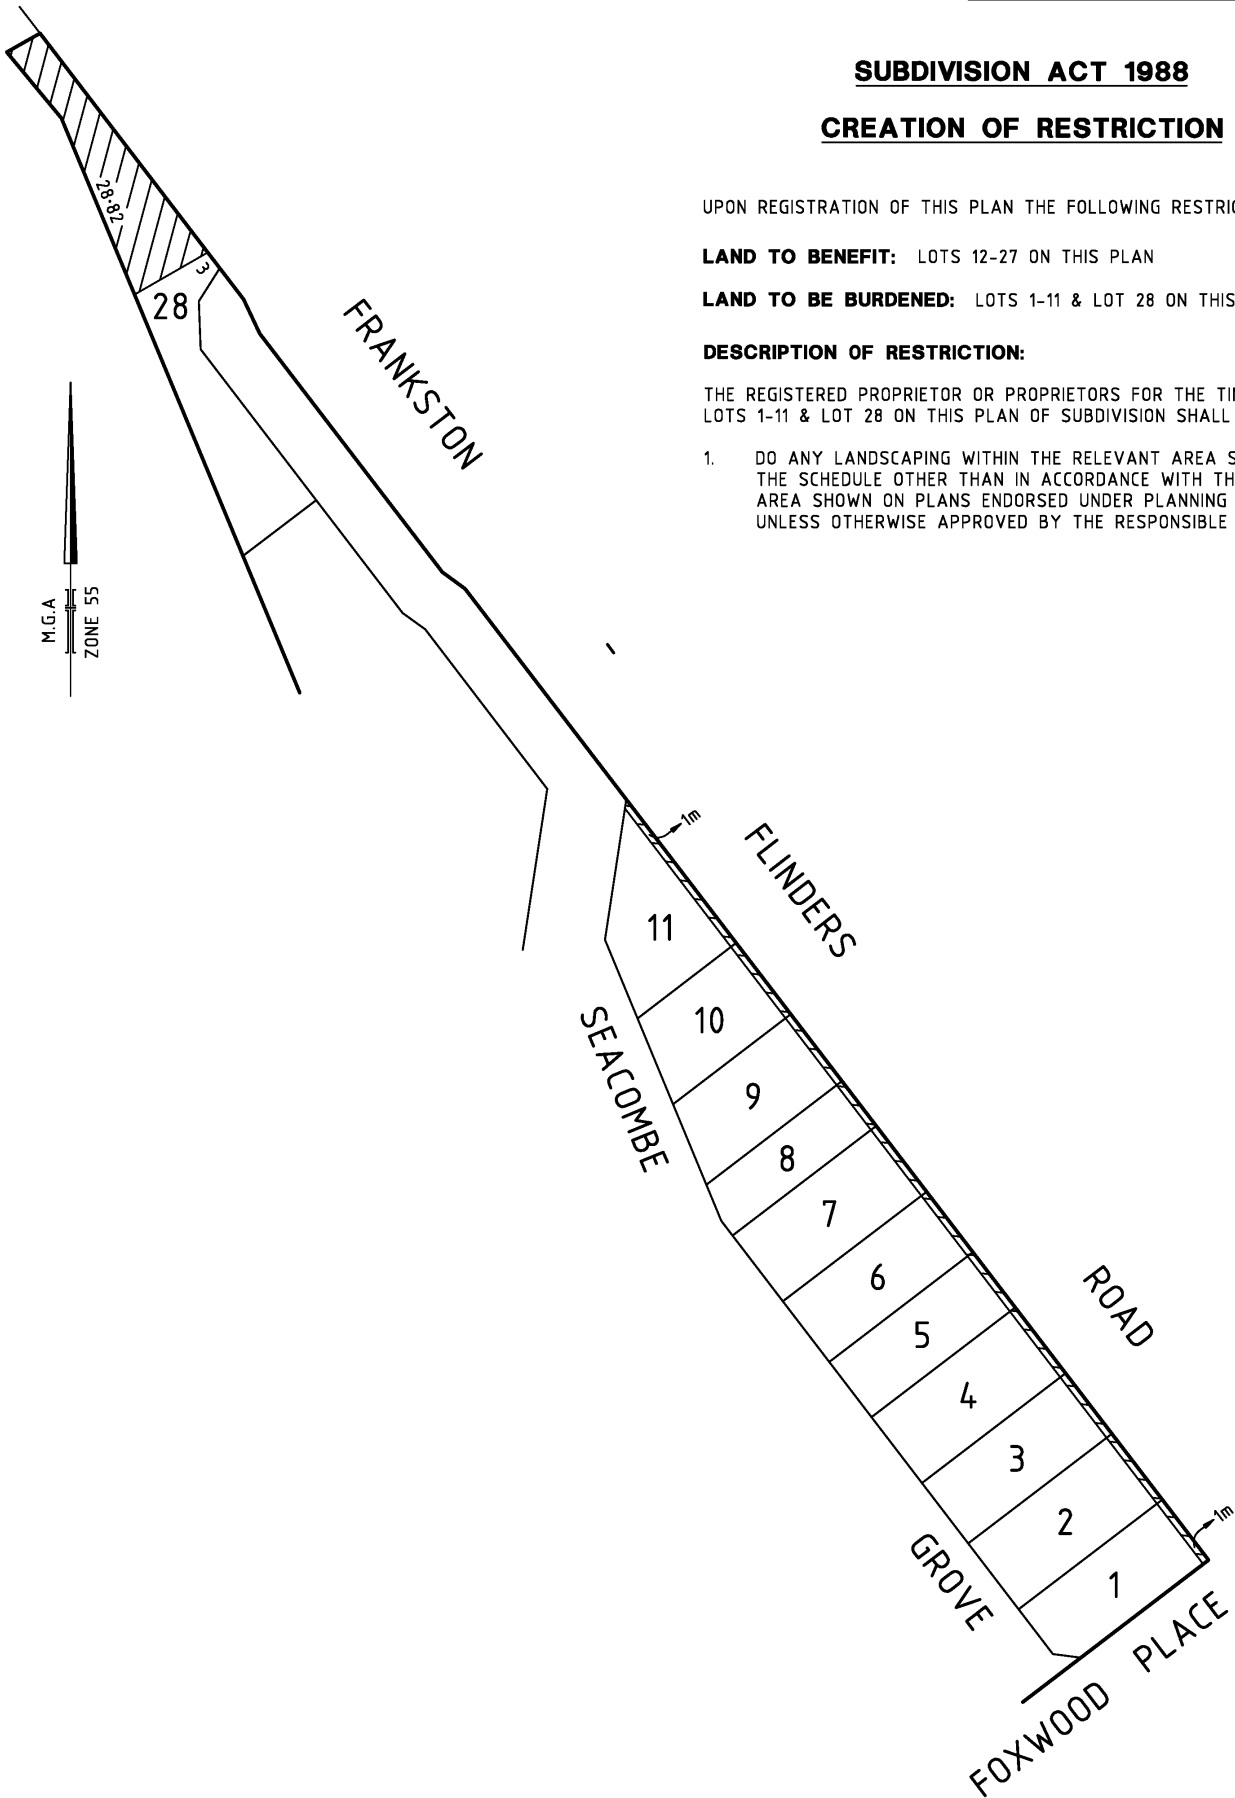 SUBDIVISION ACT 1988
CREATION OF RESTRICTION
UPON REGISTRATION OF THIS PLAN THE FOLLOWING
LAND TO BENEFIT: LOTS 12-27 ON THIS PLAN
LAND TO BE BURDENED: LOTS 1-11 & LOT 28 ON THIS
DESCRIPTION OF RESTRICTION:
THE REGISTERED PROPRIETOR OR PROPRIETORS FOR THE
LOTS 1-11 & LOT 28 ON THIS PLAN OF SUBDIVISION SHALL
1. DO ANY LANDSCAPING WITHIN THE RELEVANT AREA
THE SCHEDULE OTHER THAN IN ACCORDANCE WITH
AREA SHOWN ON PLANS ENDORSED UNDER PLANNING
UNLESS OTHERWISE APPROVED BY THE RESPONSIBLE
28·82
3
28
FRANKSTON
M.G.A
ZONE 55
1m
FLINDERS
11
10
SEACOMBE
9
8
7
6
ROAD
5
4
3
1m
2
GROVE
1
FOXWOOD PLACE